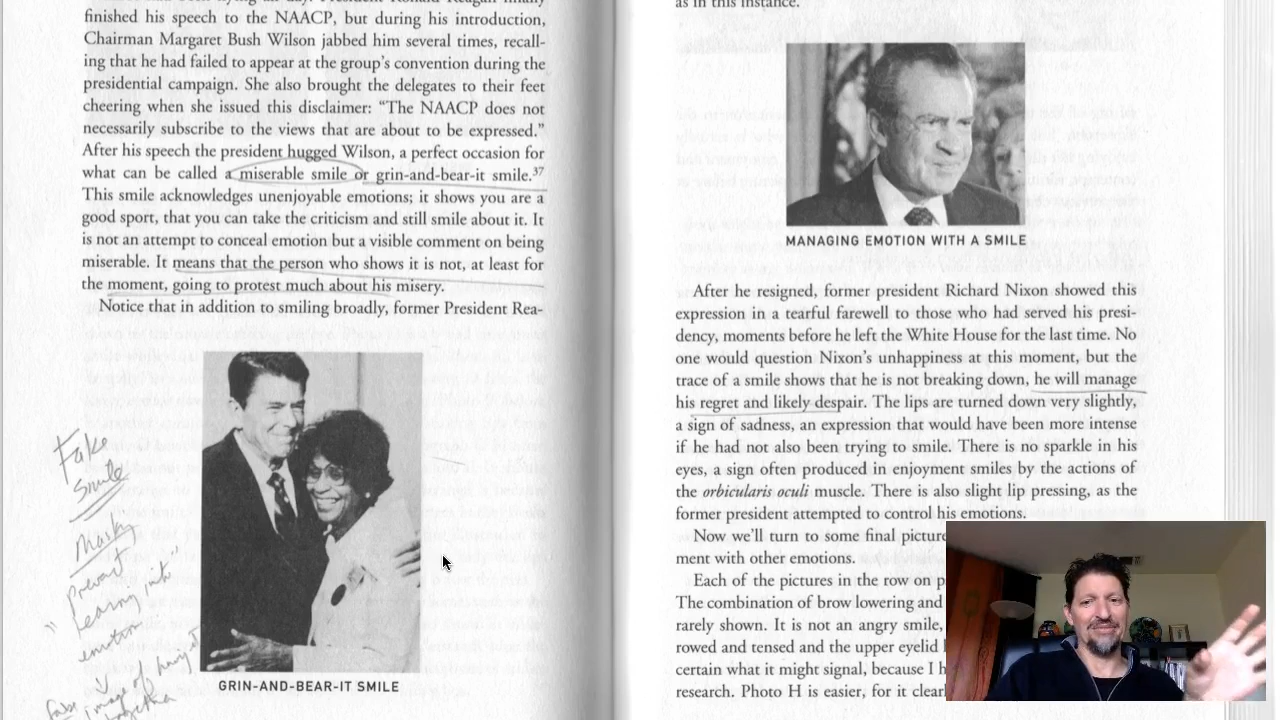 finished his speech to the NAACP, but during his introduction,
Chairman Margaret Bush Wilson jabbed him several times, recall-
ing that he had failed to appear at the group's convention during the
presidential campaign. She also brought the delegates to their feet
cheering when she issued this disclaimer: “The NAACP does not
necessarily subscribe to the views that are about to be expressed.”
After his speech the president hugged Wilson, a perfect occasion for
what can be called a miserable smile or grin-and-bear-it smile.37
This smile acknowledges unenjoyable emotions; it shows you are a
good sport, that you can take the criticism and still smile about it. It
is not an attempt to conceal emotion but a visible comment on being
miserable. It means that the person who shows it is not, at least for
the moment, going to protest much about his misery.
Notice that in addition to smiling broadly, former President Rea-
Fake
smile
Mask
prevent
"Leaking
emotion
GRIN-AND-BEAR-IT SMILE
as in this instance.
MANAGING EMOTION WITH A SMILE
After he resigned, former president Richard Nixon showed this
expression in a tearful farewell to those who had served his presi-
dency, moments before he left the White House for the last time. No
one would question Nixon's unhappiness at this moment, but the
trace of a smile shows that he is not breaking down, he will manage
his regret and likely despair. The lips are turned down very slightly,
a sign of sadness, an expression that would have been more intense
if he had not also been trying to smile. There is no sparkle in his
eyes, a sign often produced in enjoyment smiles by the actions of
the orbicularis oculi muscle. There is also slight lip pressing, as the
former president attempted to control his emotions.
Now we'll turn to some final picture
ment with other emotions.
Each of the pictures in the row on p
The combination of brow lowering and
rarely shown. It is not an angry smile,
rowed and tensed and the upper eyelid
certain what it might signal, because I h
research. Photo H is easier, for it clearl